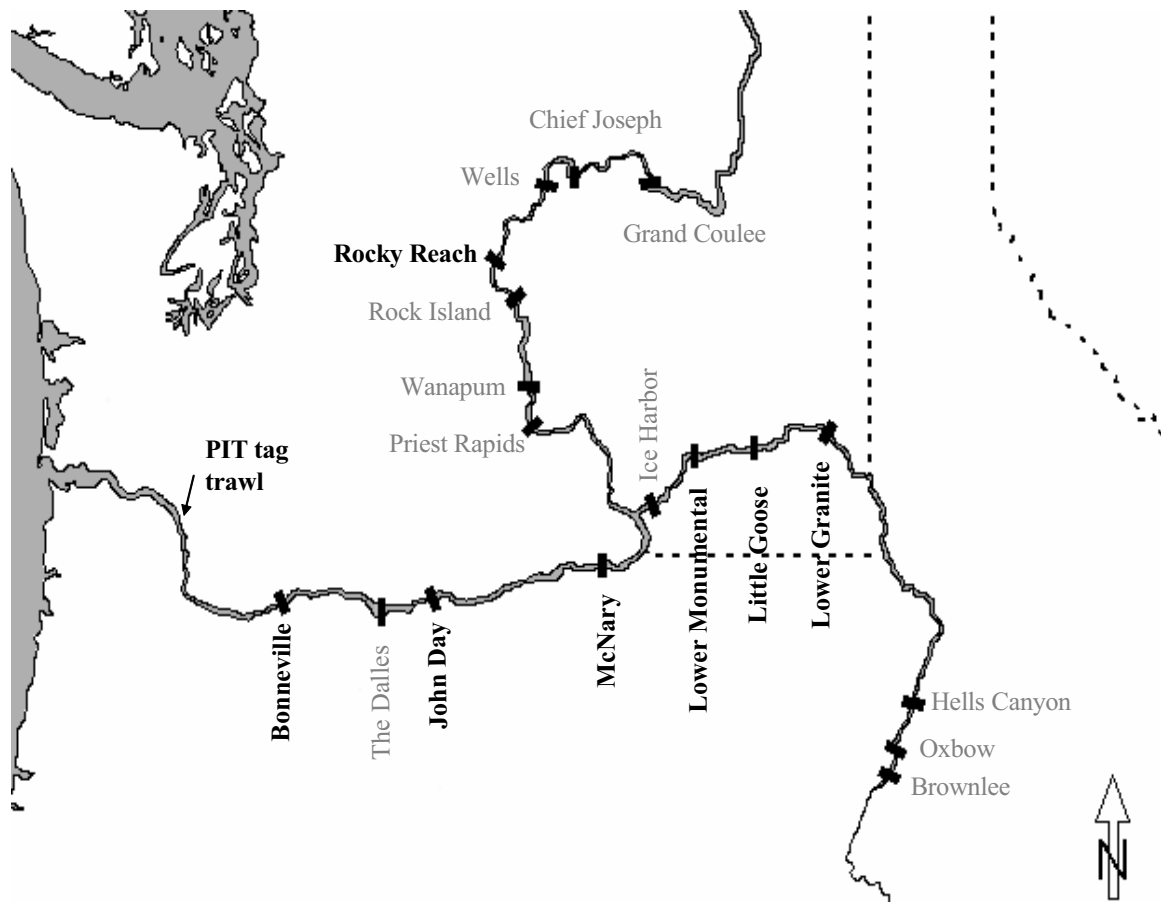 Chief Joseph
Wells
Grand Coulee
Rocky Reach
Rock Island
Wanapum
Priest Rapids
Ice Harbor
PIT tag
trawl
Lower Monumental
Little Goose
Lower Granite
McNary
Bonneville
The Dalles
John Day
Hells Canyon
Oxbow
Brownlee
N